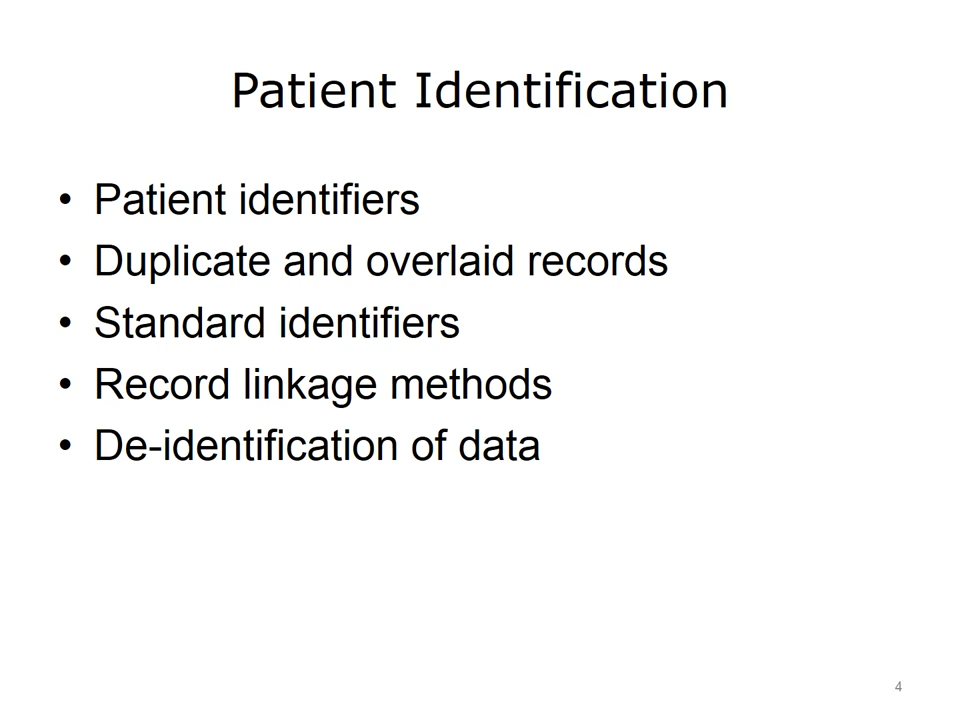 Patient Identification
• Patient identifiers
• Duplicate and overlaid records
• Standard identifiers
• Record linkage methods
• De-identification of data
4